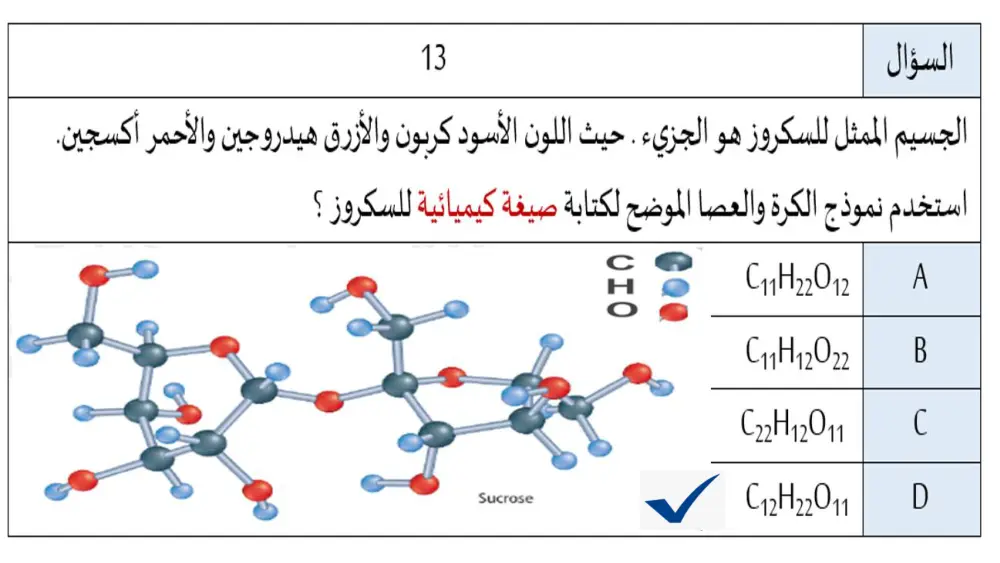 السؤال 13
الجسيم الممثل للسكروز هو الجزيء . حيث اللون الأسود كربون والأزرق هيدروجين والأحمر أكسجين.
استخدم نموذج الكرة والعصا الموضح لكتابة صيغة كيميائية للسكروز ؟
A C₁₁H₂₂O₁₂
B C₁₁H₁₂O₂₂
C C₂₂H₁₂O₁₁
D C₁₂H₂₂O₁₁
C
H
O
Sucrose